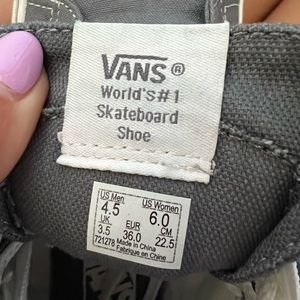 VANS®
World's #1
Skateboard
Shoe
US Men US Women
4.5 6.0
UK EUR CM
3.5 36.0 22.5
721278 Made in China
Fabriqué en Chine